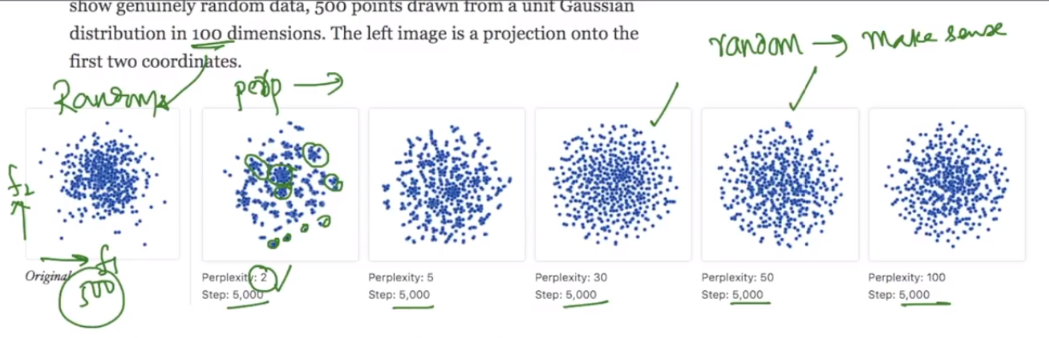 show genuinely random data, 500 points drawn from a unit Gaussian
distribution in 100 dimensions. The left image is a projection onto the
first two coordinates.
random → make sense
Random
perp →
f2
f1
Original
500
Perplexity: 2
Step: 5,000
Perplexity: 5
Step: 5,000
Perplexity: 30
Step: 5,000
Perplexity: 50
Step: 5,000
Perplexity: 100
Step: 5,000